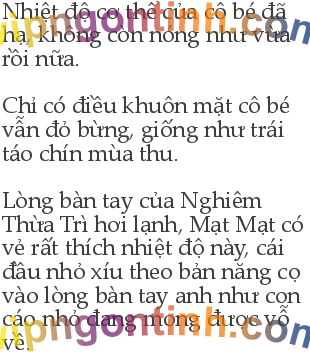 Nhiệt độ cơ thể của cô bé đã
hạ, không còn nóng như vừa
rồi nữa.
Chỉ có điều khuôn mặt cô bé
vẫn đỏ bừng, giống như trái
táo chín mùa thu.
Lòng bàn tay của Nghiêm
Thừa Trì hơi lạnh, Mạt Mạt có
vẻ rất thích nhiệt độ này, cái
đầu nhỏ xíu theo bản năng cọ
vào lòng bàn tay anh như con
cáo nhỏ đang mong được vỗ
về.
vipngontinh.com
vipngontinh.com